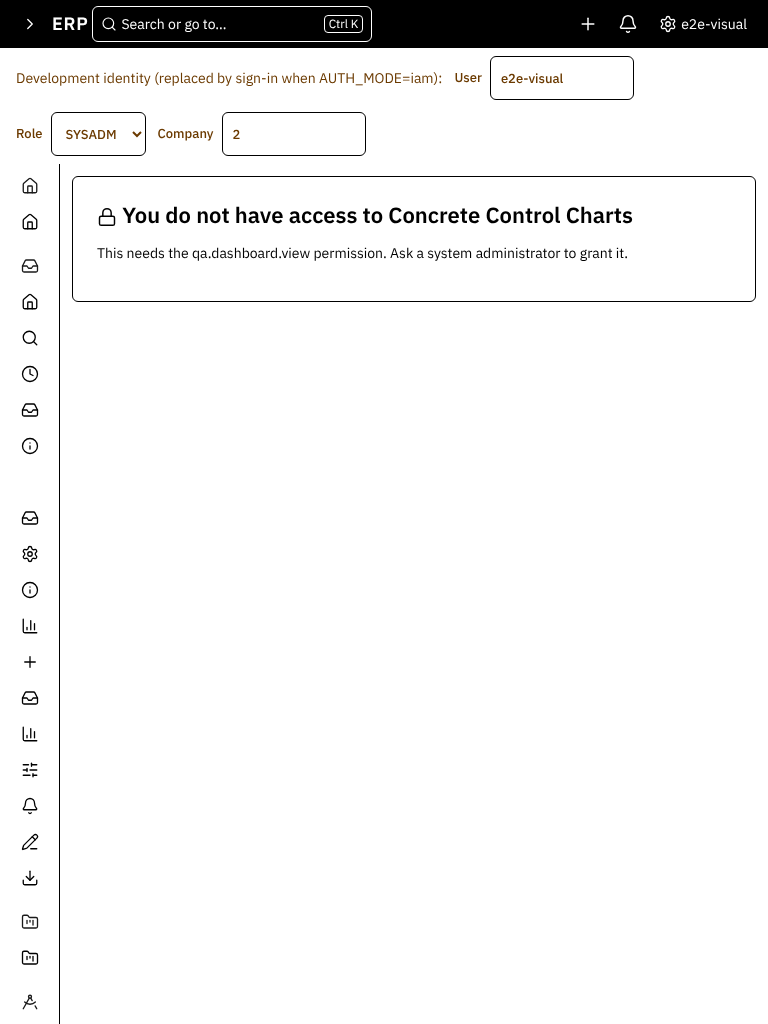 ERP Search or go to... Ctrl K e2e-visual
Development identity (replaced by sign-in when AUTH_MODE=iam): User e2e-visual
Role SYSADM Company 2
You do not have access to Concrete Control Charts
This needs the qa.dashboard.view permission. Ask a system administrator to grant it.